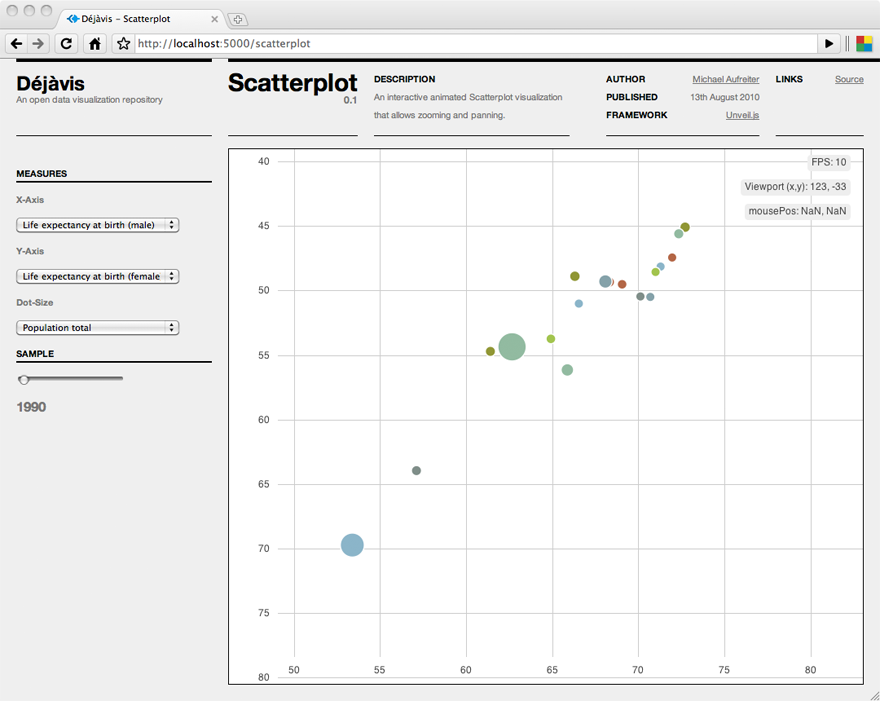 Déjàvis - Scatterplot
http://localhost:5000/scatterplot
Déjàvis
An open data visualization repository
Scatterplot
0.1
DESCRIPTION
An interactive animated Scatterplot visualization
that allows zooming and panning.
AUTHOR Michael Aufreiter
PUBLISHED 13th August 2010
FRAMEWORK Unveil.js
LINKS Source
MEASURES
X-Axis
Life expectancy at birth (male)
Y-Axis
Life expectancy at birth (female
Dot-Size
Population total
SAMPLE
1990
FPS: 10
Viewport (x,y): 123, -33
mousePos: NaN, NaN
40
45
50
55
60
65
70
75
80
50 55 60 65 70 75 80